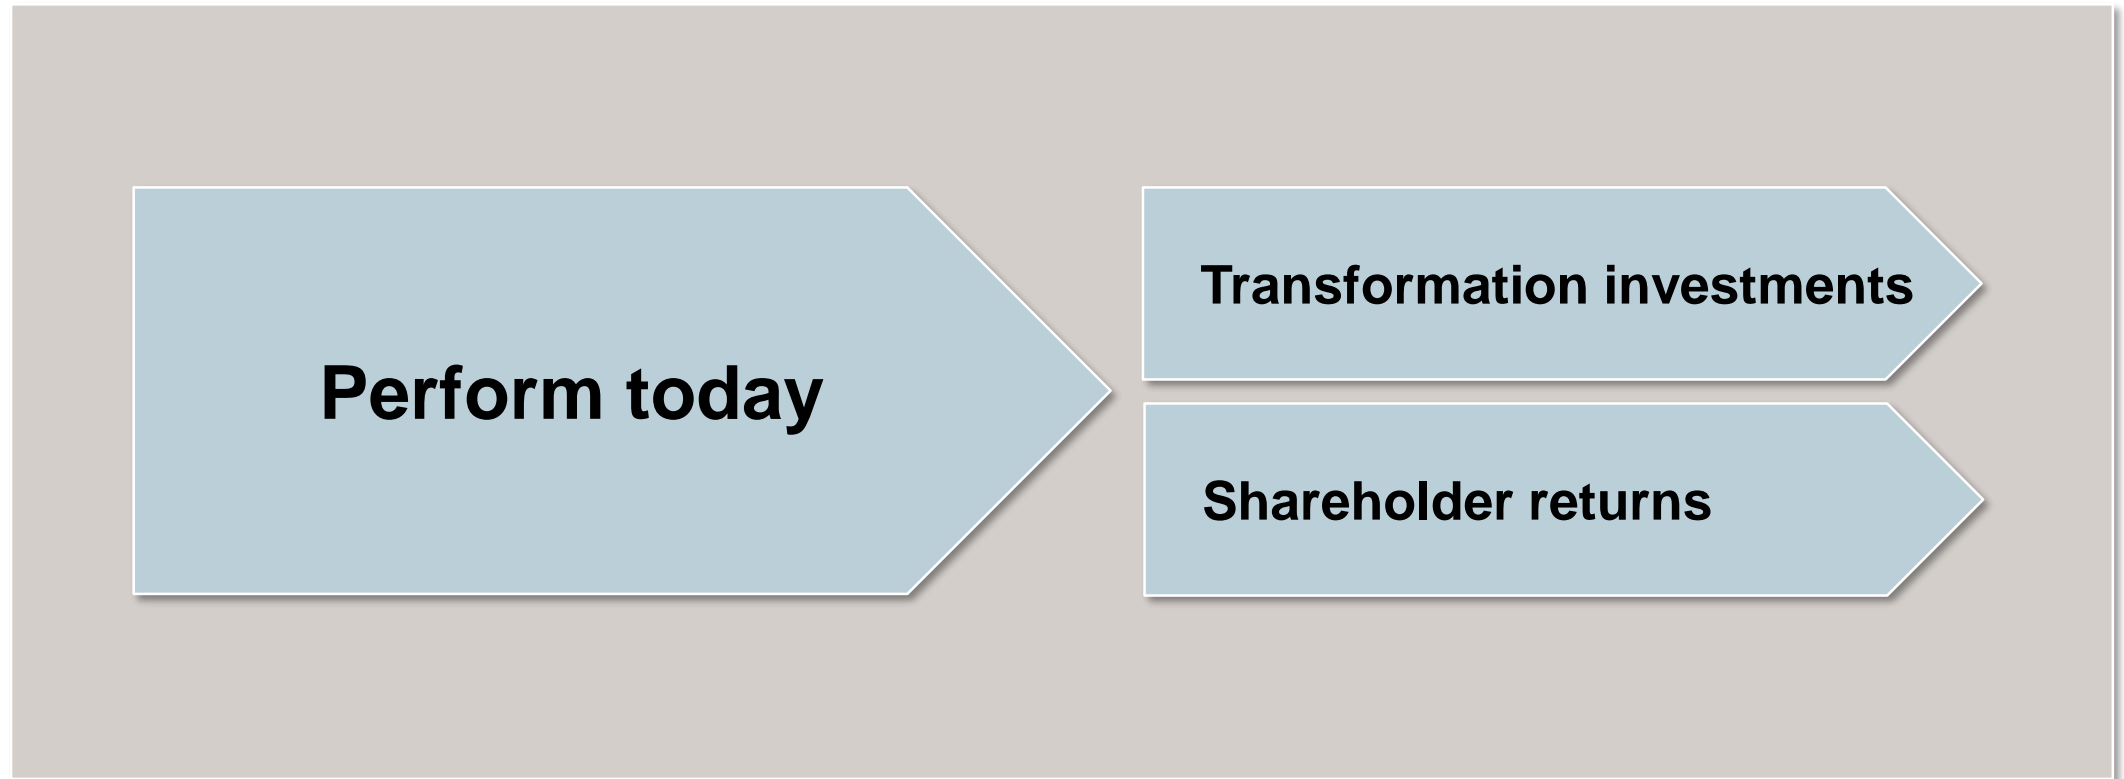 Perform today
Transformation investments
Shareholder returns